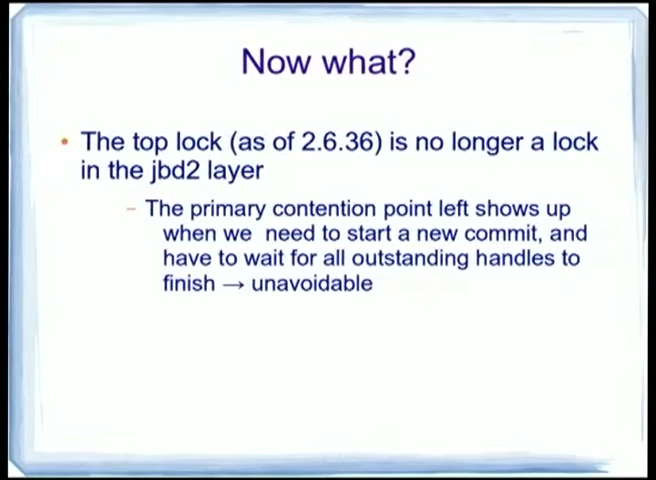 Now what?
• The top lock (as of 2.6.36) is no longer a lock
in the jbd2 layer
– The primary contention point left shows up
when we need to start a new commit, and
have to wait for all outstanding handles to
finish → unavoidable